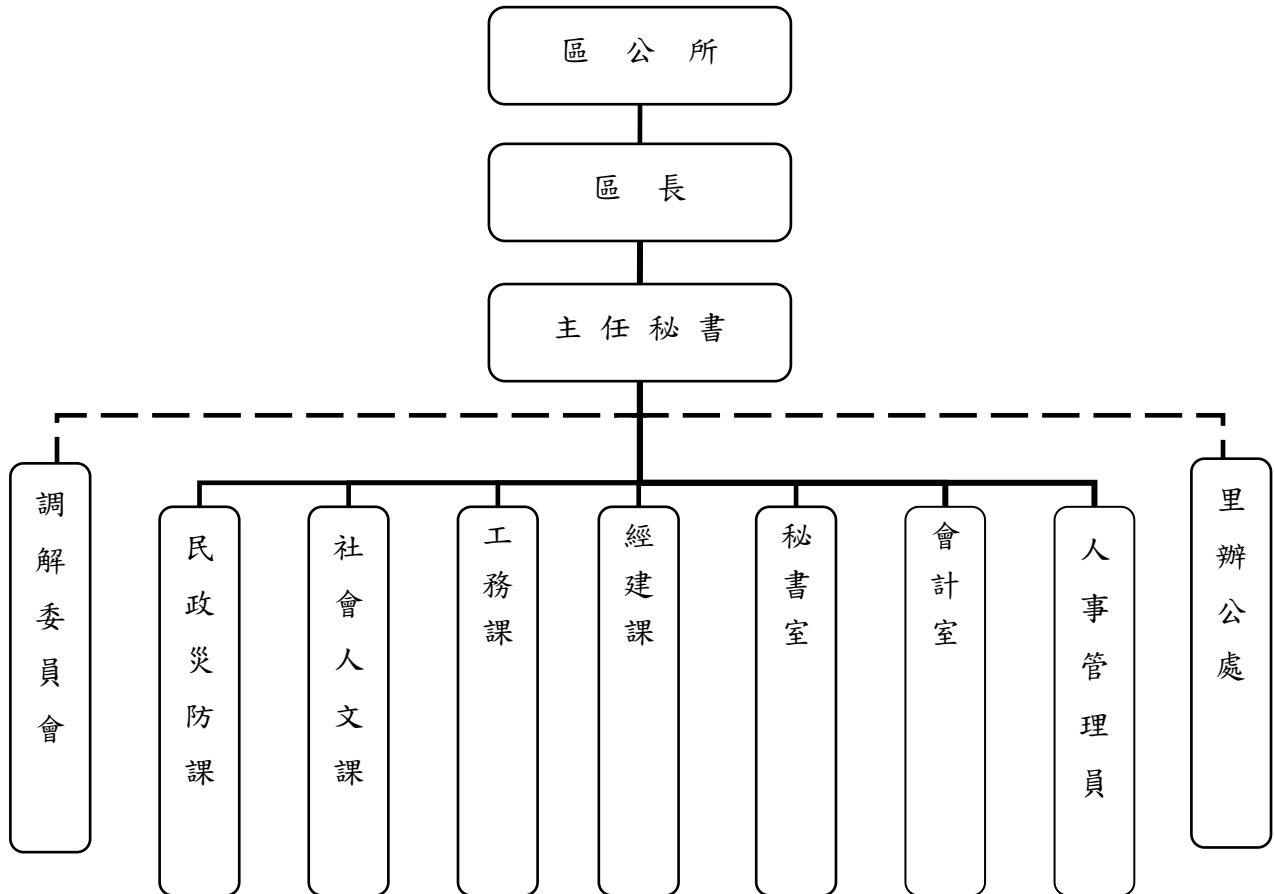 區公所
區長
主任秘書
調解委員會
民政災防課
社會人文課
工務課
經建課
秘書室
會計室
人事管理員
里辦公處